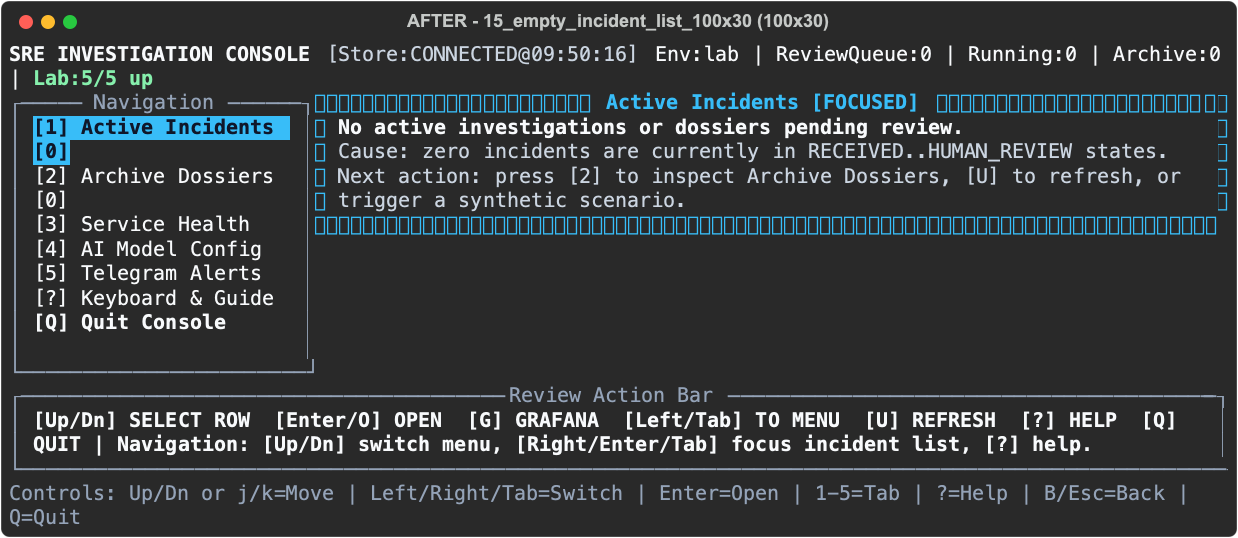 AFTER - 15_empty_incident_list_100x30 (100x30)
SRE INVESTIGATION CONSOLE [Store:CONNECTED@09:50:16] Env:lab | ReviewQueue:0 | Running:0 | Archive:0
| Lab:5/5 up
Navigation
[1] Active Incidents
[0]
[2] Archive Dossiers
[0]
[3] Service Health
[4] AI Model Config
[5] Telegram Alerts
[?] Keyboard & Guide
[Q] Quit Console
Active Incidents [FOCUSED]
No active investigations or dossiers pending review.
Cause: zero incidents are currently in RECEIVED..HUMAN_REVIEW states.
Next action: press [2] to inspect Archive Dossiers, [U] to refresh, or
trigger a synthetic scenario.
Review Action Bar
[Up/Dn] SELECT ROW [Enter/O] OPEN [G] GRAFANA [Left/Tab] TO MENU [U] REFRESH [?] HELP [Q]
QUIT | Navigation: [Up/Dn] switch menu, [Right/Enter/Tab] focus incident list, [?] help.
Controls: Up/Dn or j/k=Move | Left/Right/Tab=Switch | Enter=Open | 1-5=Tab | ?=Help | B/Esc=Back |
Q=Quit